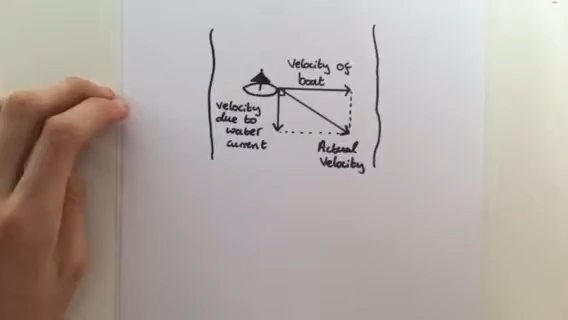 Velocity of
boat
velocity
due to
water
current
Actual
Velocity